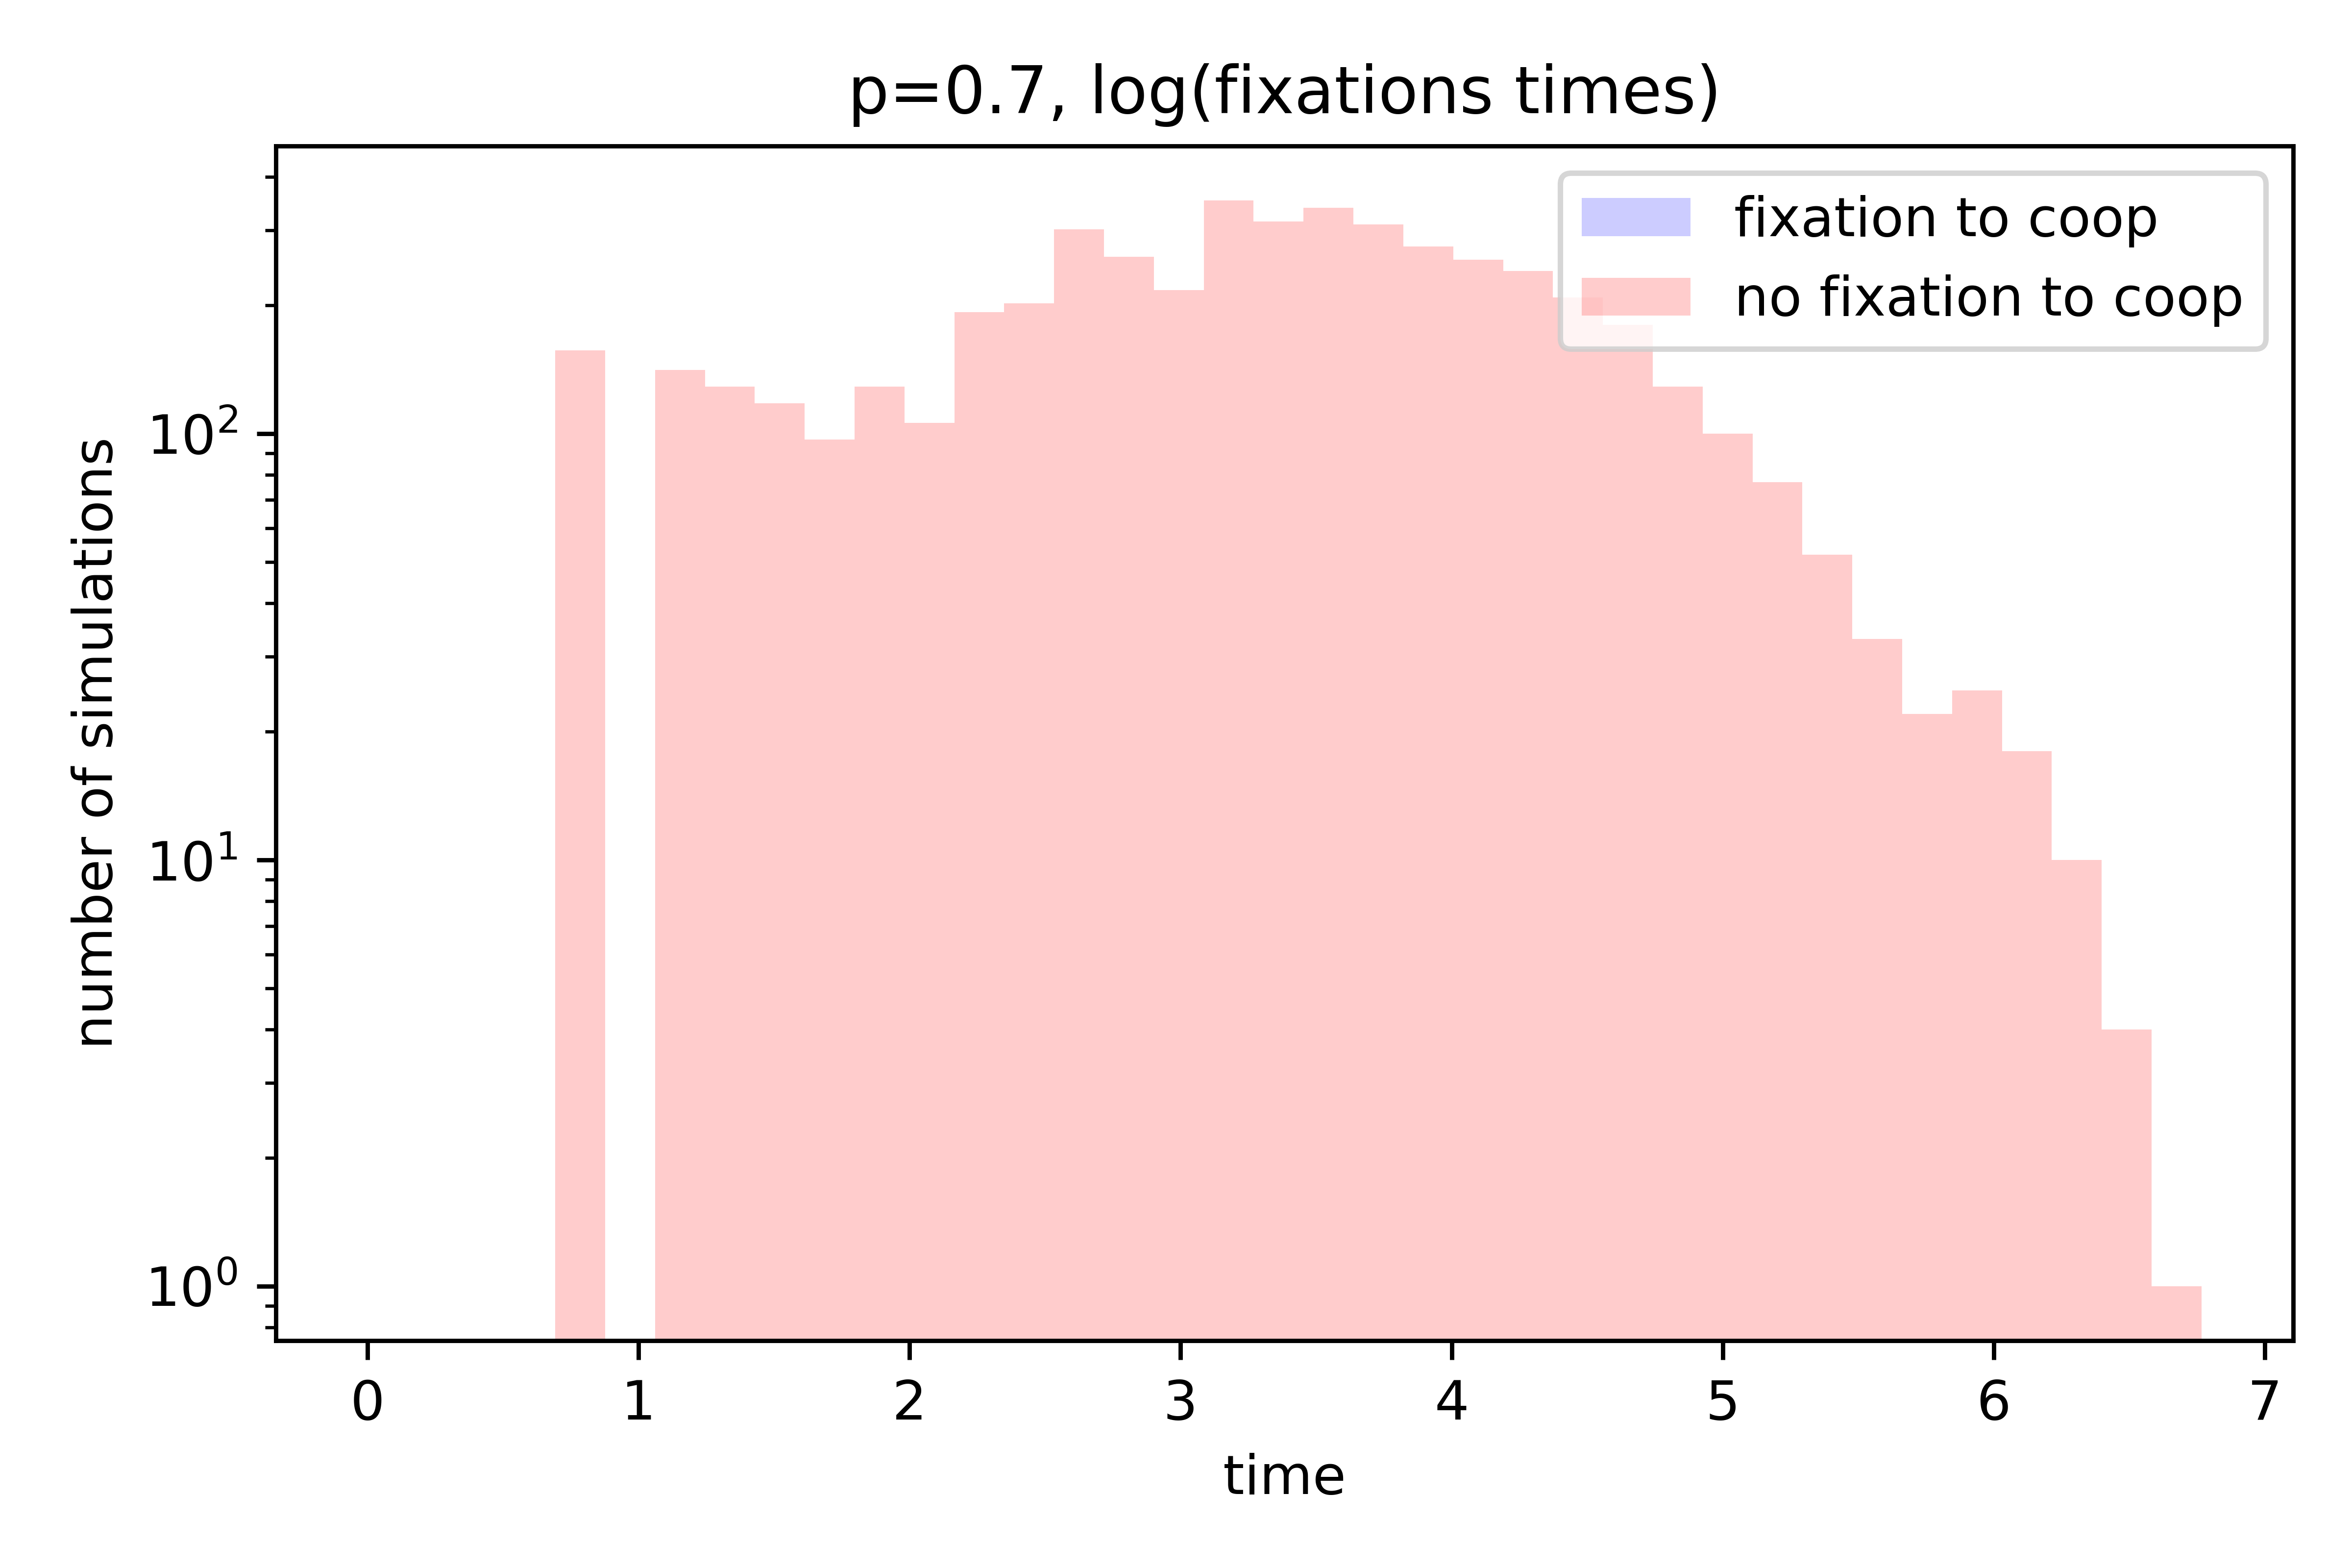 p=0.7, log(fixations times)
fixation to coop
no fixation to coop
number of simulations
10²
10¹
10⁰
0 1 2 3 4 5 6 7
time